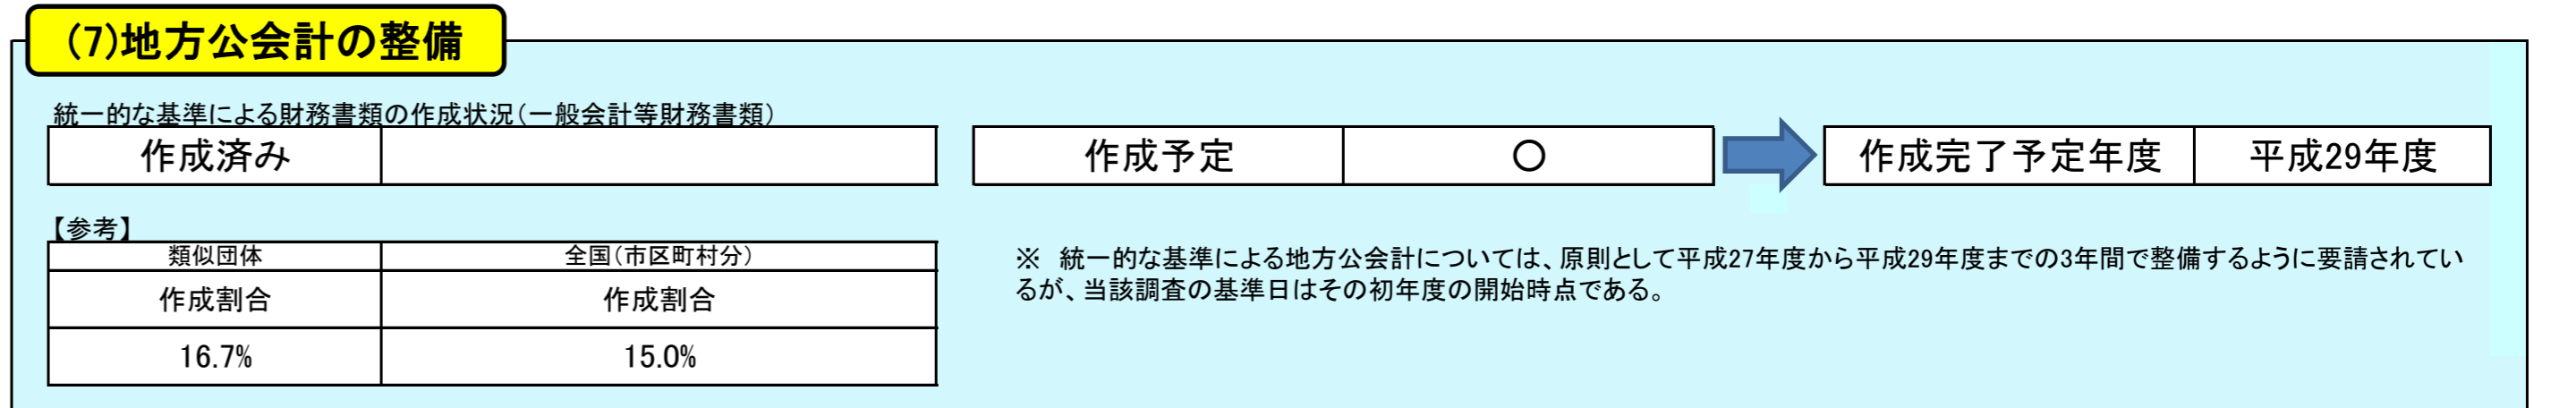 (7)地方公会計の整備
統一的な基準による財務書類の作成状況(一般会計等財務書類)
作成済み 作成予定 〇 作成完了予定年度 平成29年度
【参考】
類似団体 全国(市区町村分)
作成割合 作成割合
16.7% 15.0%
※ 統一的な基準による地方公会計については、原則として平成27年度から平成29年度までの3年間で整備するように要請されてい
るが、当該調査の基準日はその初年度の開始時点である。